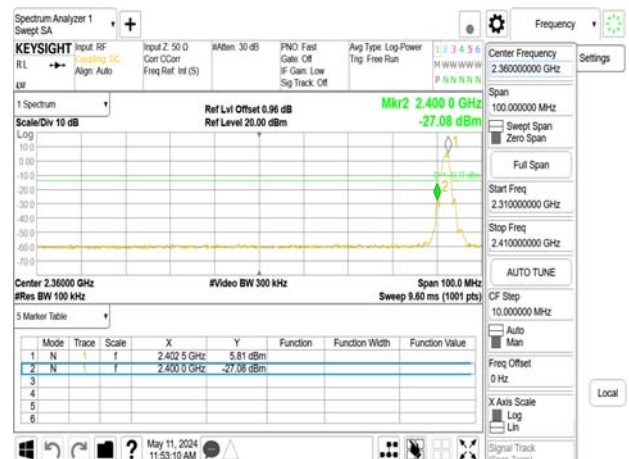 Spectrum Analyzer 1
Swept SA
Frequency
KEYSIGHT Input: RF Input Z: 50 Ω #Atten: 30 dB PNO: Fast Avg Type: Log-Power 1 2 3 4 5 6
RL Coupling: DC Corr CCorr Gate: Off Trig: Free Run M W W W W W
Align: Auto Freq Ref: Int (S) IF Gain: Low P N N N N N
LXI Sig Track: Off
Center Frequency
2.360000000 GHz
Settings
1 Spectrum
Ref Lvl Offset 0.96 dB Mkr2 2.400 0 GHz
Scale/Div 10 dB Ref Level 20.00 dBm -27.08 dBm
Span
100.000000 MHz
Swept Span
Zero Span
Full Span
Start Freq
2.310000000 GHz
Stop Freq
2.410000000 GHz
AUTO TUNE
CF Step
10.000000 MHz
Auto
Man
Freq Offset
0 Hz
X Axis Scale
Log
Lin
Signal Track
Local
Log
10.0
0.00
-10.0
-20.0
-30.0
-40.0
-50.0
-60.0
-70.0
1
2
Center 2.36000 GHz #Video BW 300 kHz Span 100.0 MHz
#Res BW 100 kHz Sweep 9.60 ms (1001 pts)
5 Marker Table
Mode Trace Scale X Y Function Function Width Function Value
1 N 1 f 2.402 5 GHz 5.81 dBm
2 N 1 f 2.400 0 GHz -27.08 dBm
3
4
5
6
May 11, 2024
11:53:10 AM